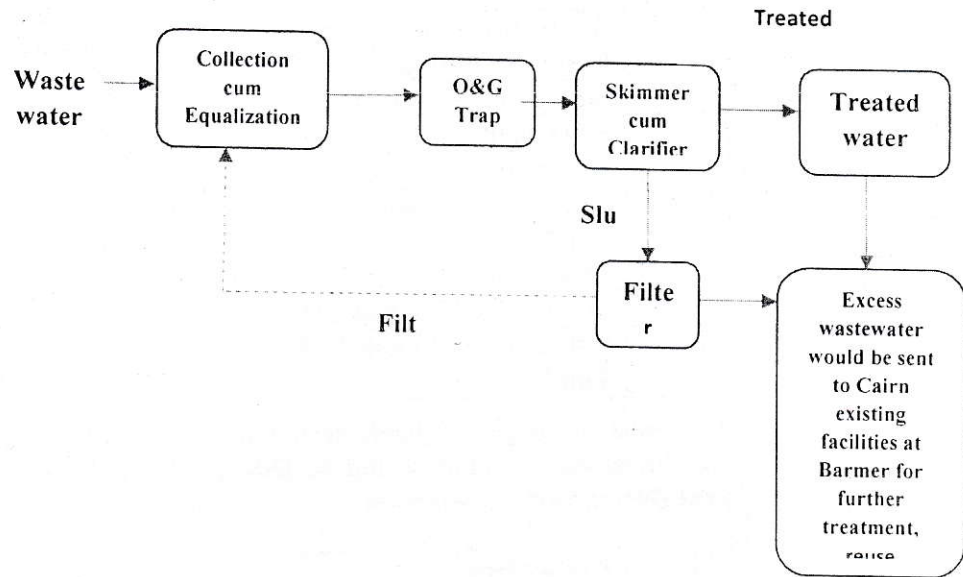 Treated
Waste
water
Collection
cum
Equalization
O&G
Trap
Skimmer
cum
Clarifier
Treated
water
Slu
Filte
r
Filt
Excess
wastewater
would be sent
to Cairn
existing
facilities at
Barmer for
further
treatment,
reuse